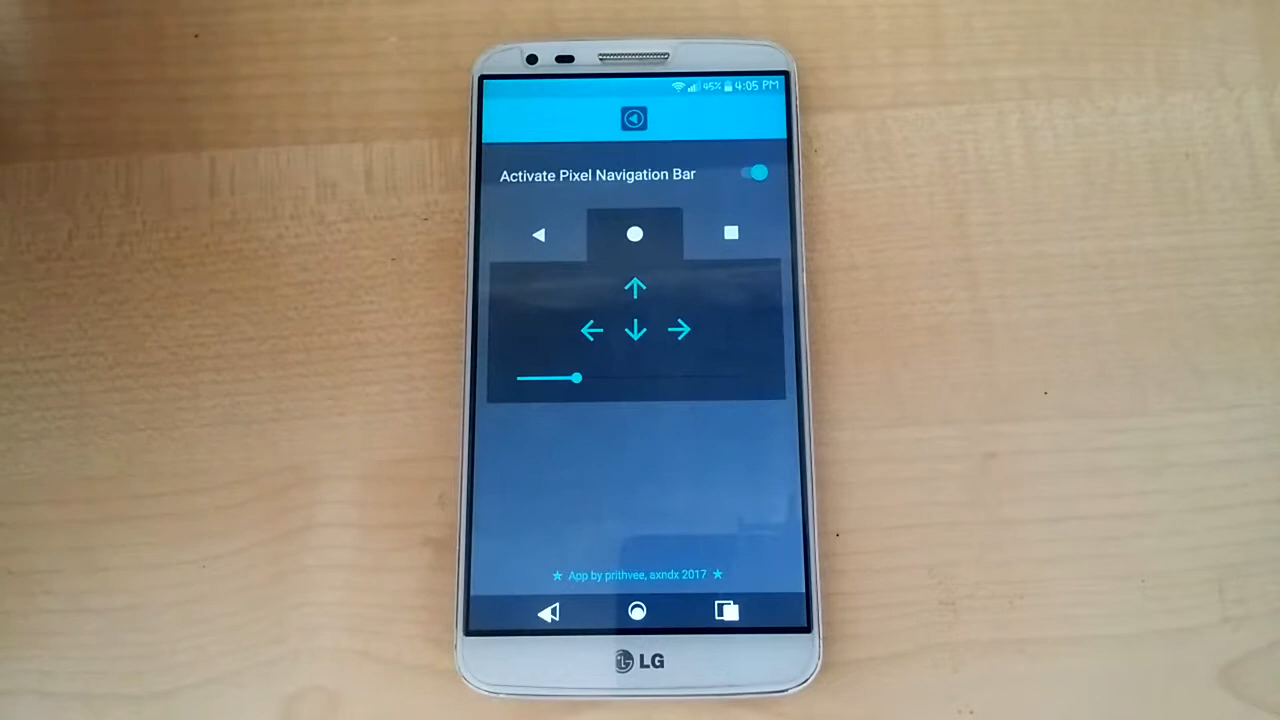 45% 4:05 PM
Activate Pixel Navigation Bar
App by prithvee, axndx 2017
LG